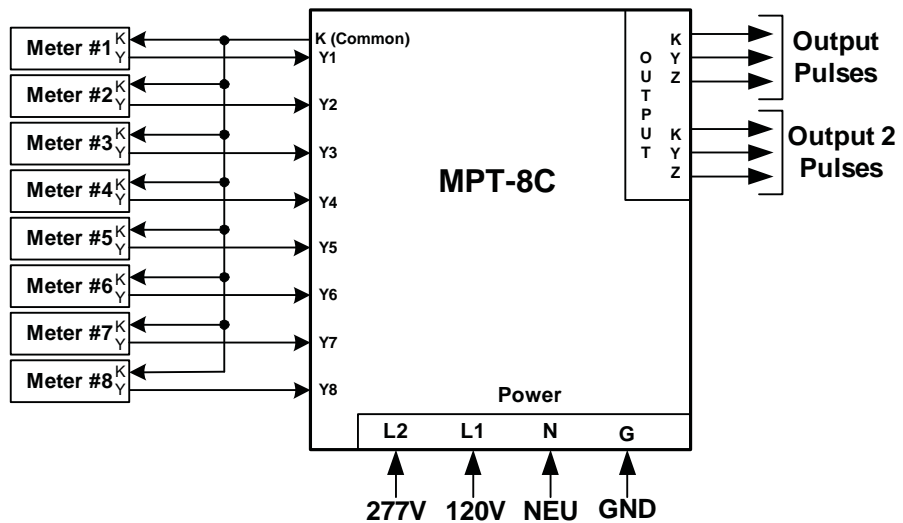 Meter #1 K Y
Meter #2 K Y
Meter #3 K Y
Meter #4 K Y
Meter #5 K Y
Meter #6 K Y
Meter #7 K Y
Meter #8 K Y
K (Common)
Y1
Y2
Y3
Y4
Y5
Y6
Y7
Y8
MPT-8C
OUTPUT
K
Y
Z
K
Y
Z
Output
Pulses
Output 2
Pulses
Power
L2 L1 N G
277V 120V NEU GND